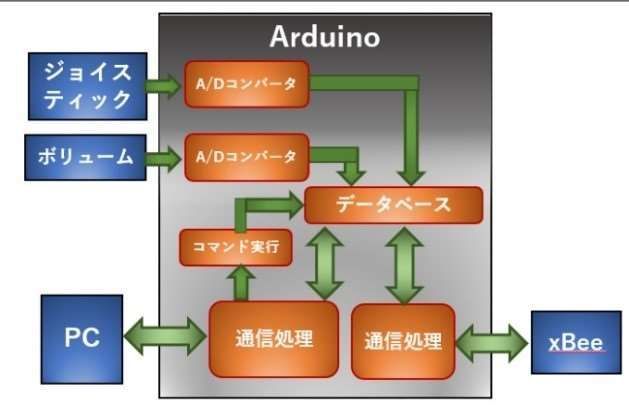 Arduino
ジョイス
ティック
A/Dコンバータ
ボリューム
A/Dコンバータ
データベース
コマンド実行
PC
通信処理
通信処理
xBee